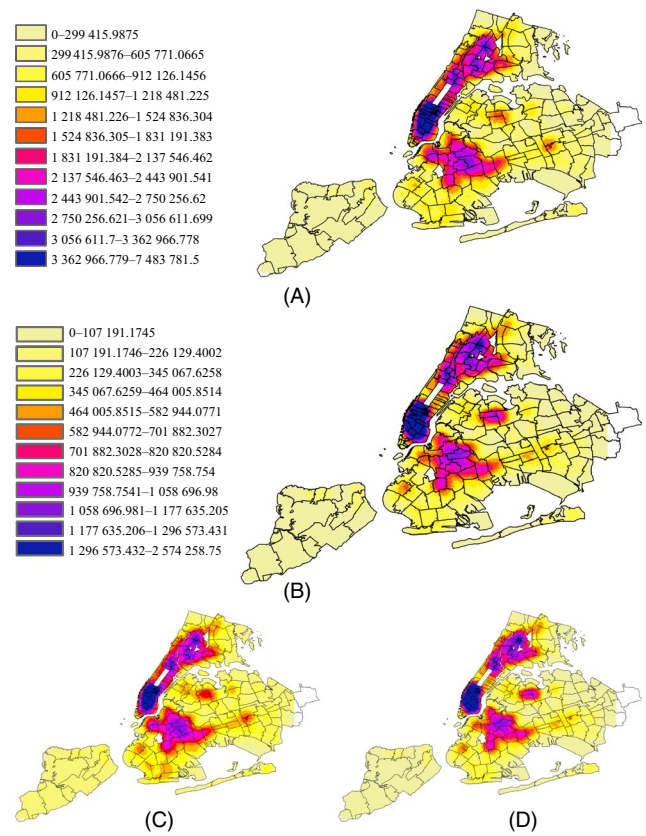 0–299 415.9875
299 415.9876–605 771.0665
605 771.0666–912 126.1456
912 126.1457–1 218 481.225
1 218 481.226–1 524 836.304
1 524 836.305–1 831 191.383
1 831 191.384–2 137 546.462
2 137 546.463–2 443 901.541
2 443 901.542–2 750 256.62
2 750 256.621–3 056 611.699
3 056 611.7–3 362 966.778
3 362 966.779–7 483 781.5
(A)
0–107 191.1745
107 191.1746–226 129.4002
226 129.4003–345 067.6258
345 067.6259–464 005.8514
464 005.8515–582 944.0771
582 944.0772–701 882.3027
701 882.3028–820 820.5284
820 820.5285–939 758.754
939 758.7541–1 058 696.98
1 058 696.981–1 177 635.205
1 177 635.206–1 296 573.431
1 296 573.432–2 574 258.75
(B)
(C)
(D)